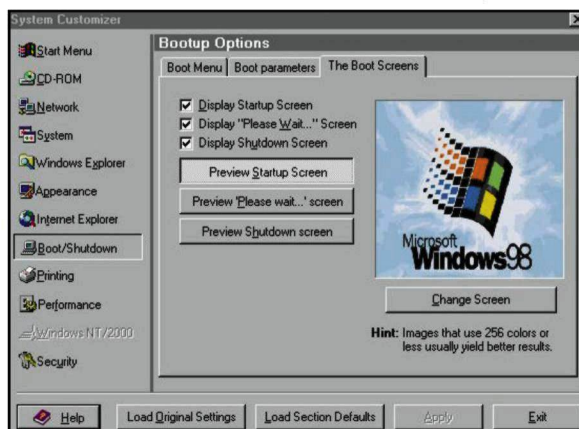 System Customizer
Start Menu
CD-ROM
Network
System
Windows Explorer
Appearance
Internet Explorer
Boot/Shutdown
Printing
Performance
Windows NT/2000
Security
Bootup Options
Boot Menu
Boot parameters
The Boot Screens
Display Startup Screen
Display "Please Wait..." Screen
Display Shutdown Screen
Preview Startup Screen
Preview 'Please wait...' screen
Preview Shutdown screen
Microsoft
Windows98
Change Screen
Hint: Images that use 256 colors or
less usually yield better results.
Help
Load Original Settings
Load Section Defaults
Apply
Exit